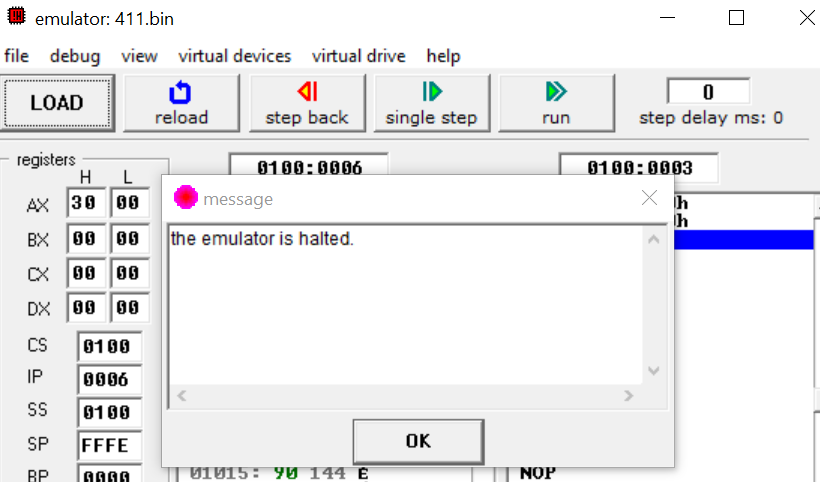 emulator: 411.bin
file debug view virtual devices virtual drive help
LOAD reload step back single step run 0 step delay ms: 0
registers
H L
0100:0006 0100:0003
AX 30 00
BX 00 00
CX 00 00
DX 00 00
CS 0100
IP 0006
SS 0100
SP FFFE
BP 0000
h
h
message
the emulator is halted.
OK
01015: 90 144 É NOP